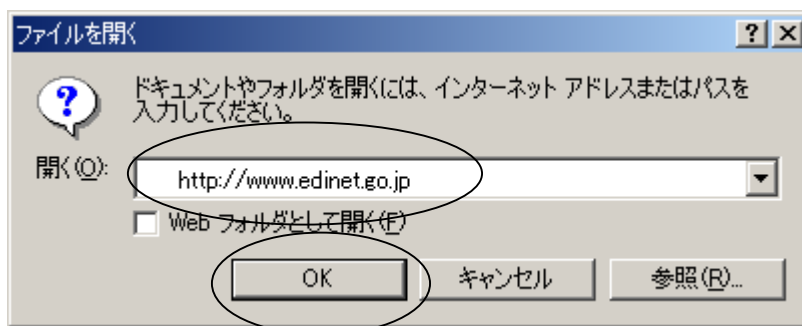 ファイルを開く
ドキュメントやフォルダを開くには、インターネット アドレスまたはパスを
入力してください。
開く(O):
http://www.edinet.go.jp
Web フォルダとして開く(F)
OK キャンセル 参照(R)...